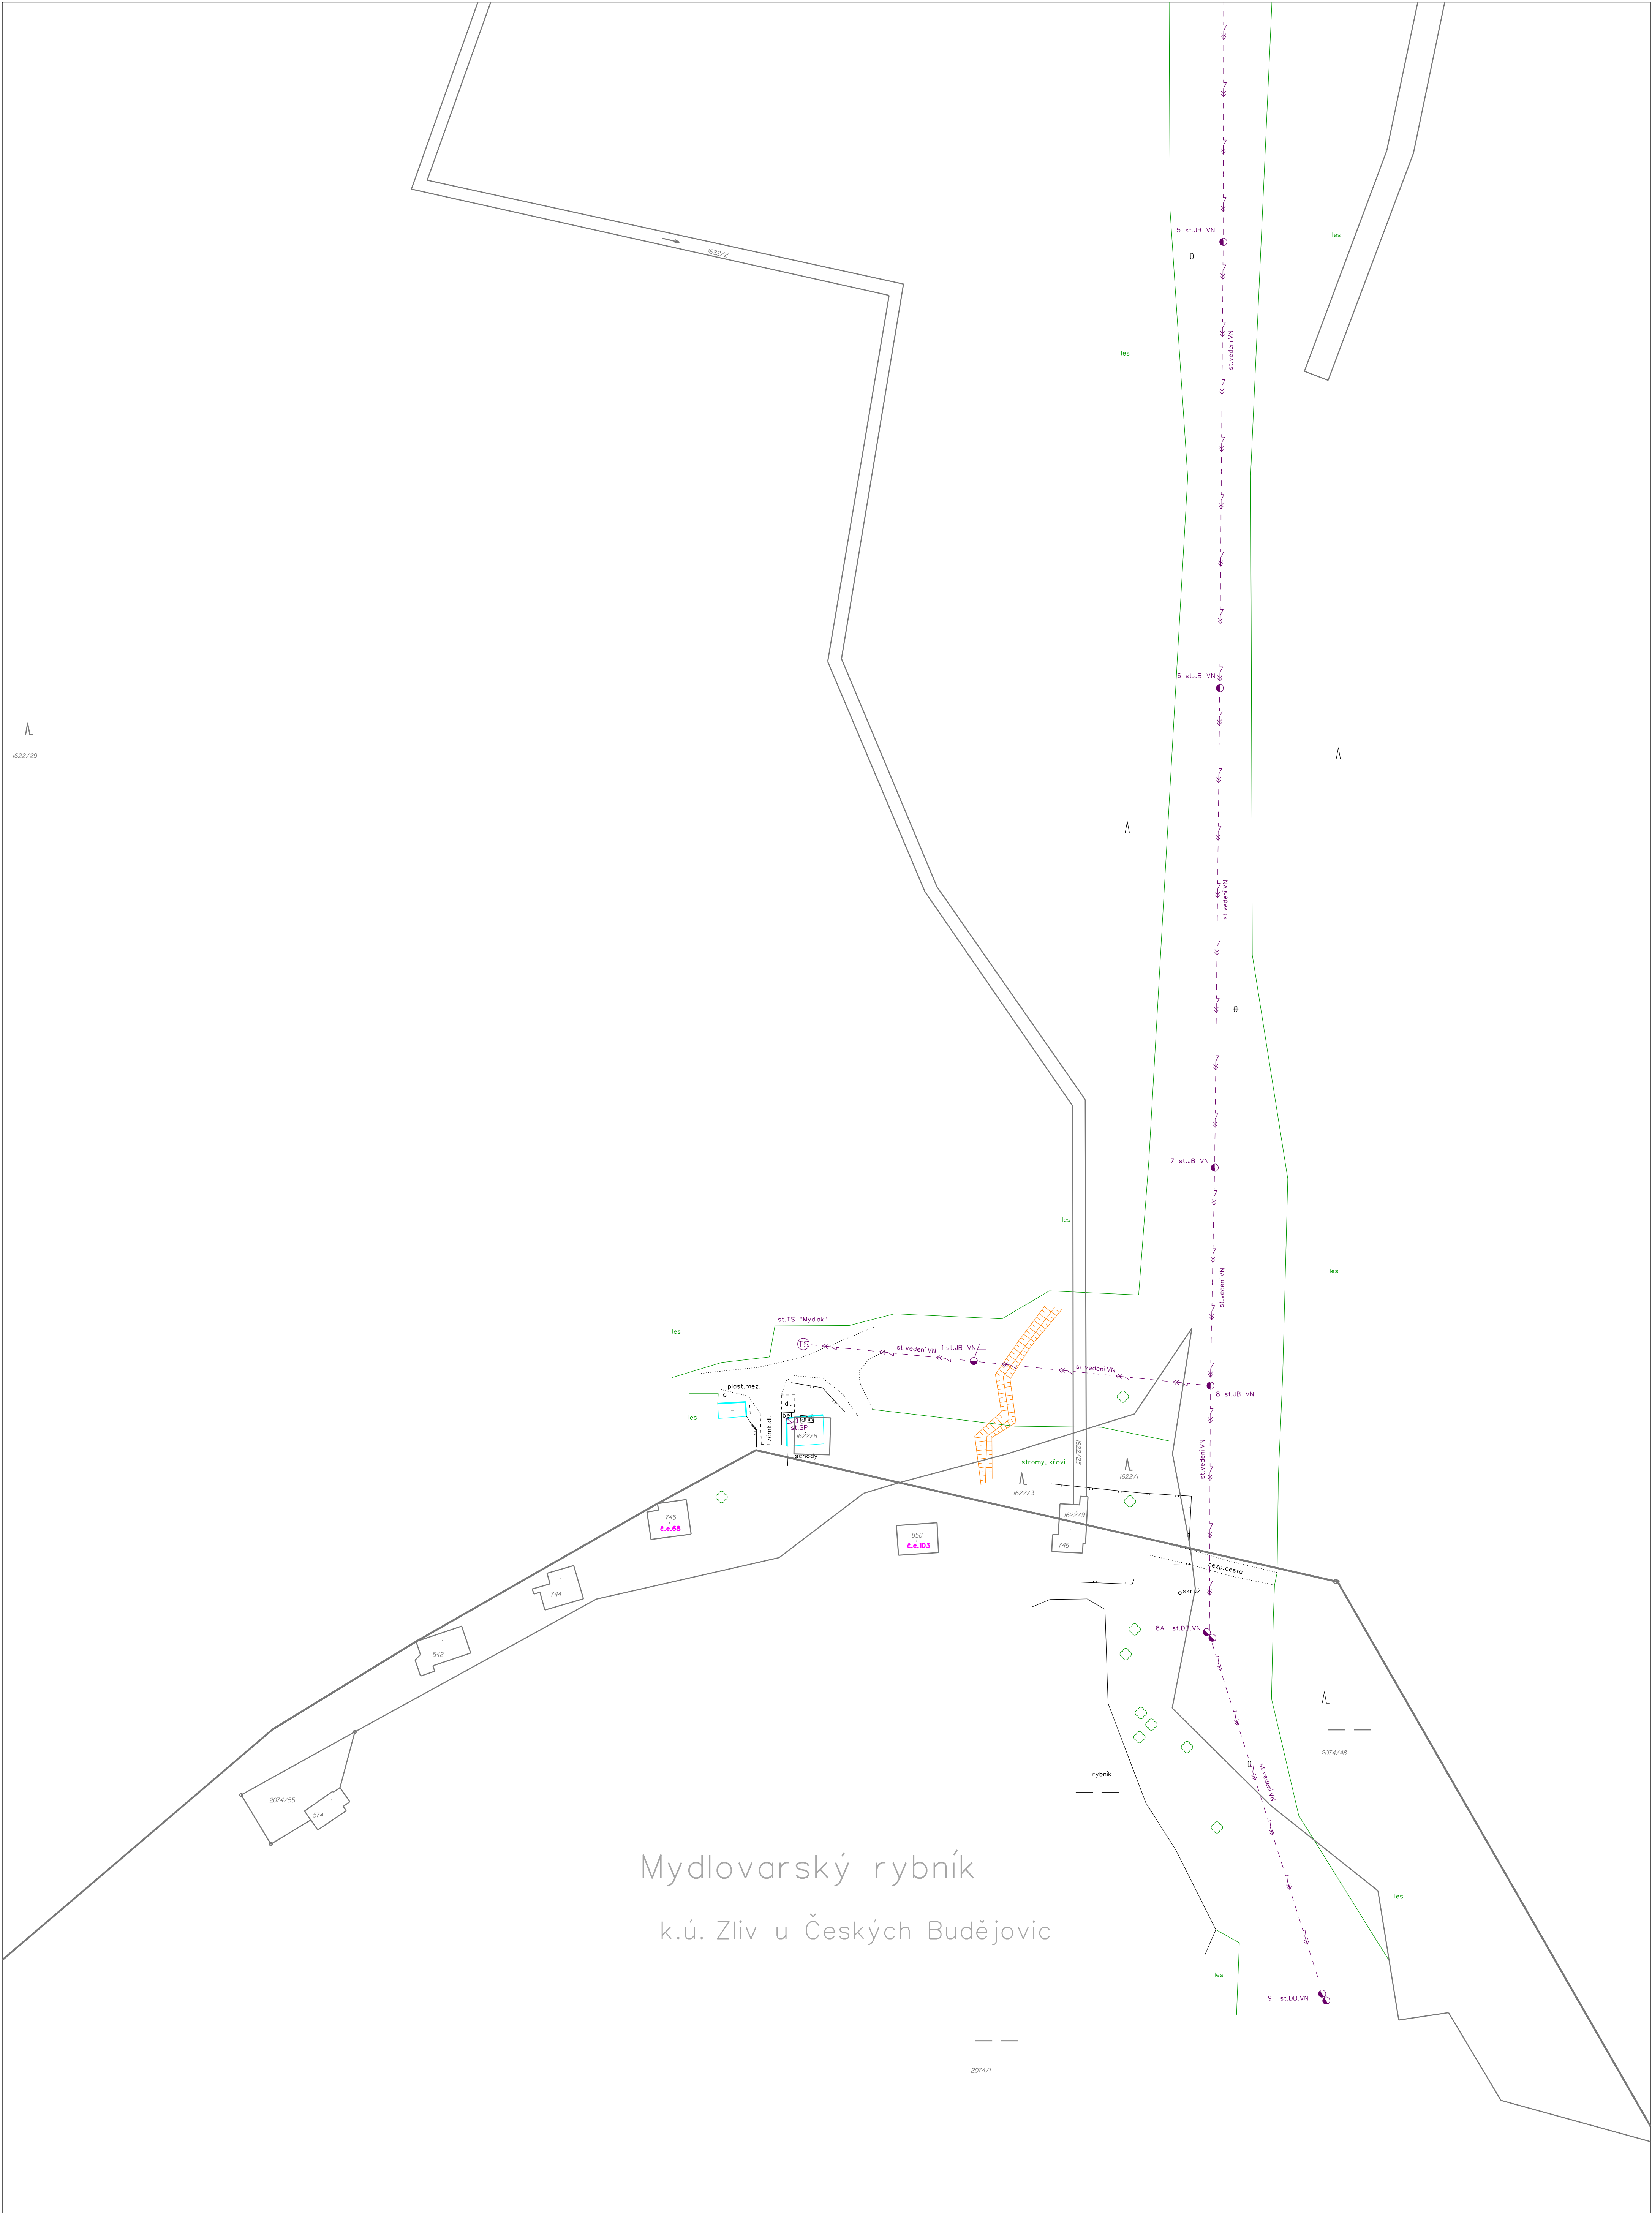 5 st.JB VN
les
1622/2
st.vedení VN
les
6 st.JB VN
1622/29
st.vedení VN
7 st.JB VN
les
les
st.vedení VN
st.TS "Mydlák"
les
TS
st.vedení VN
1 st.JB VN
st.vedení VN
8 st.JB VN
plast.mez.
dl.
bet.
zámk.dl.
les
st.SP
1622/8
schody
1622/23
st.vedení VN
stromy, křoví
1622/1
1622/3
1622/9
745
č.e.68
858
č.e.103
746
nezp.cesta
skruž
744
8A st.DB.VN
542
2074/48
rybník
st.vedení VN
2074/55
574
Mydlovarský rybník
les
k.ú. Zliv u Českých Budějovic
les
9 st.DB.VN
2074/1